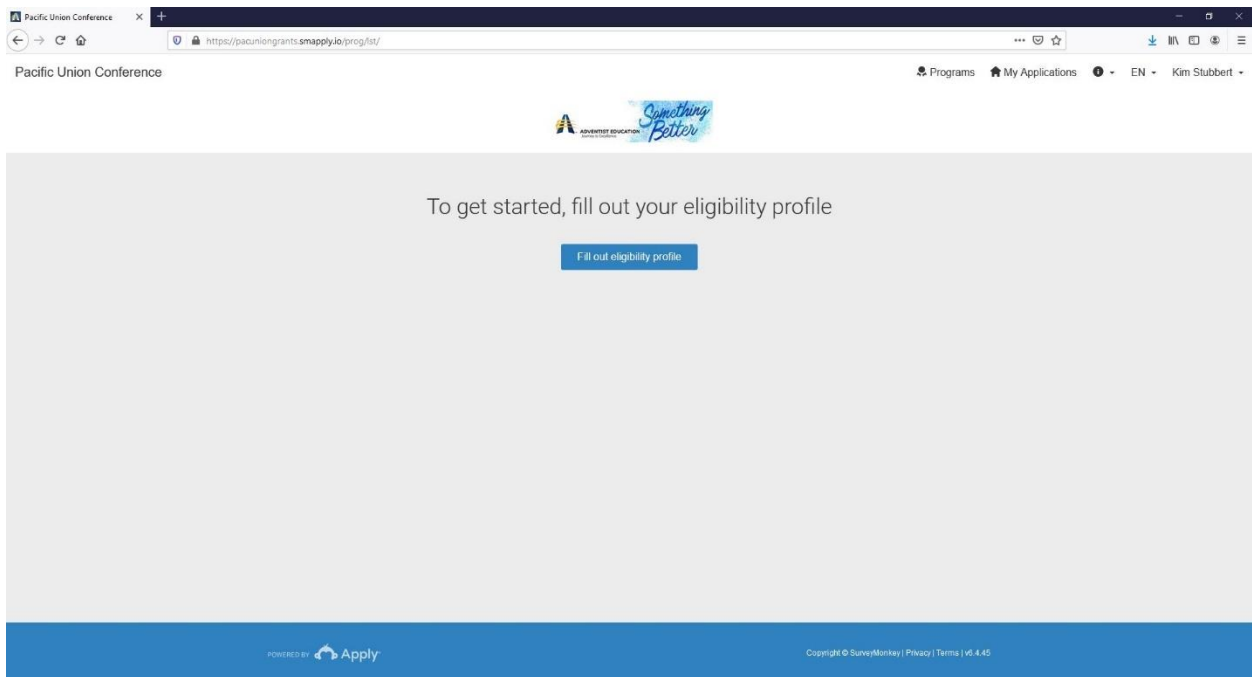 Pacific Union Conference
https://pacuniongrants.smapply.io/prog/lst/
Pacific Union Conference
Programs My Applications EN Kim Stubbert
ADVENTIST EDUCATION
Something
Better
To get started, fill out your eligibility profile
Fill out eligibility profile
POWERED BY Apply
Copyright © SurveyMonkey | Privacy | Terms | v6.4.45